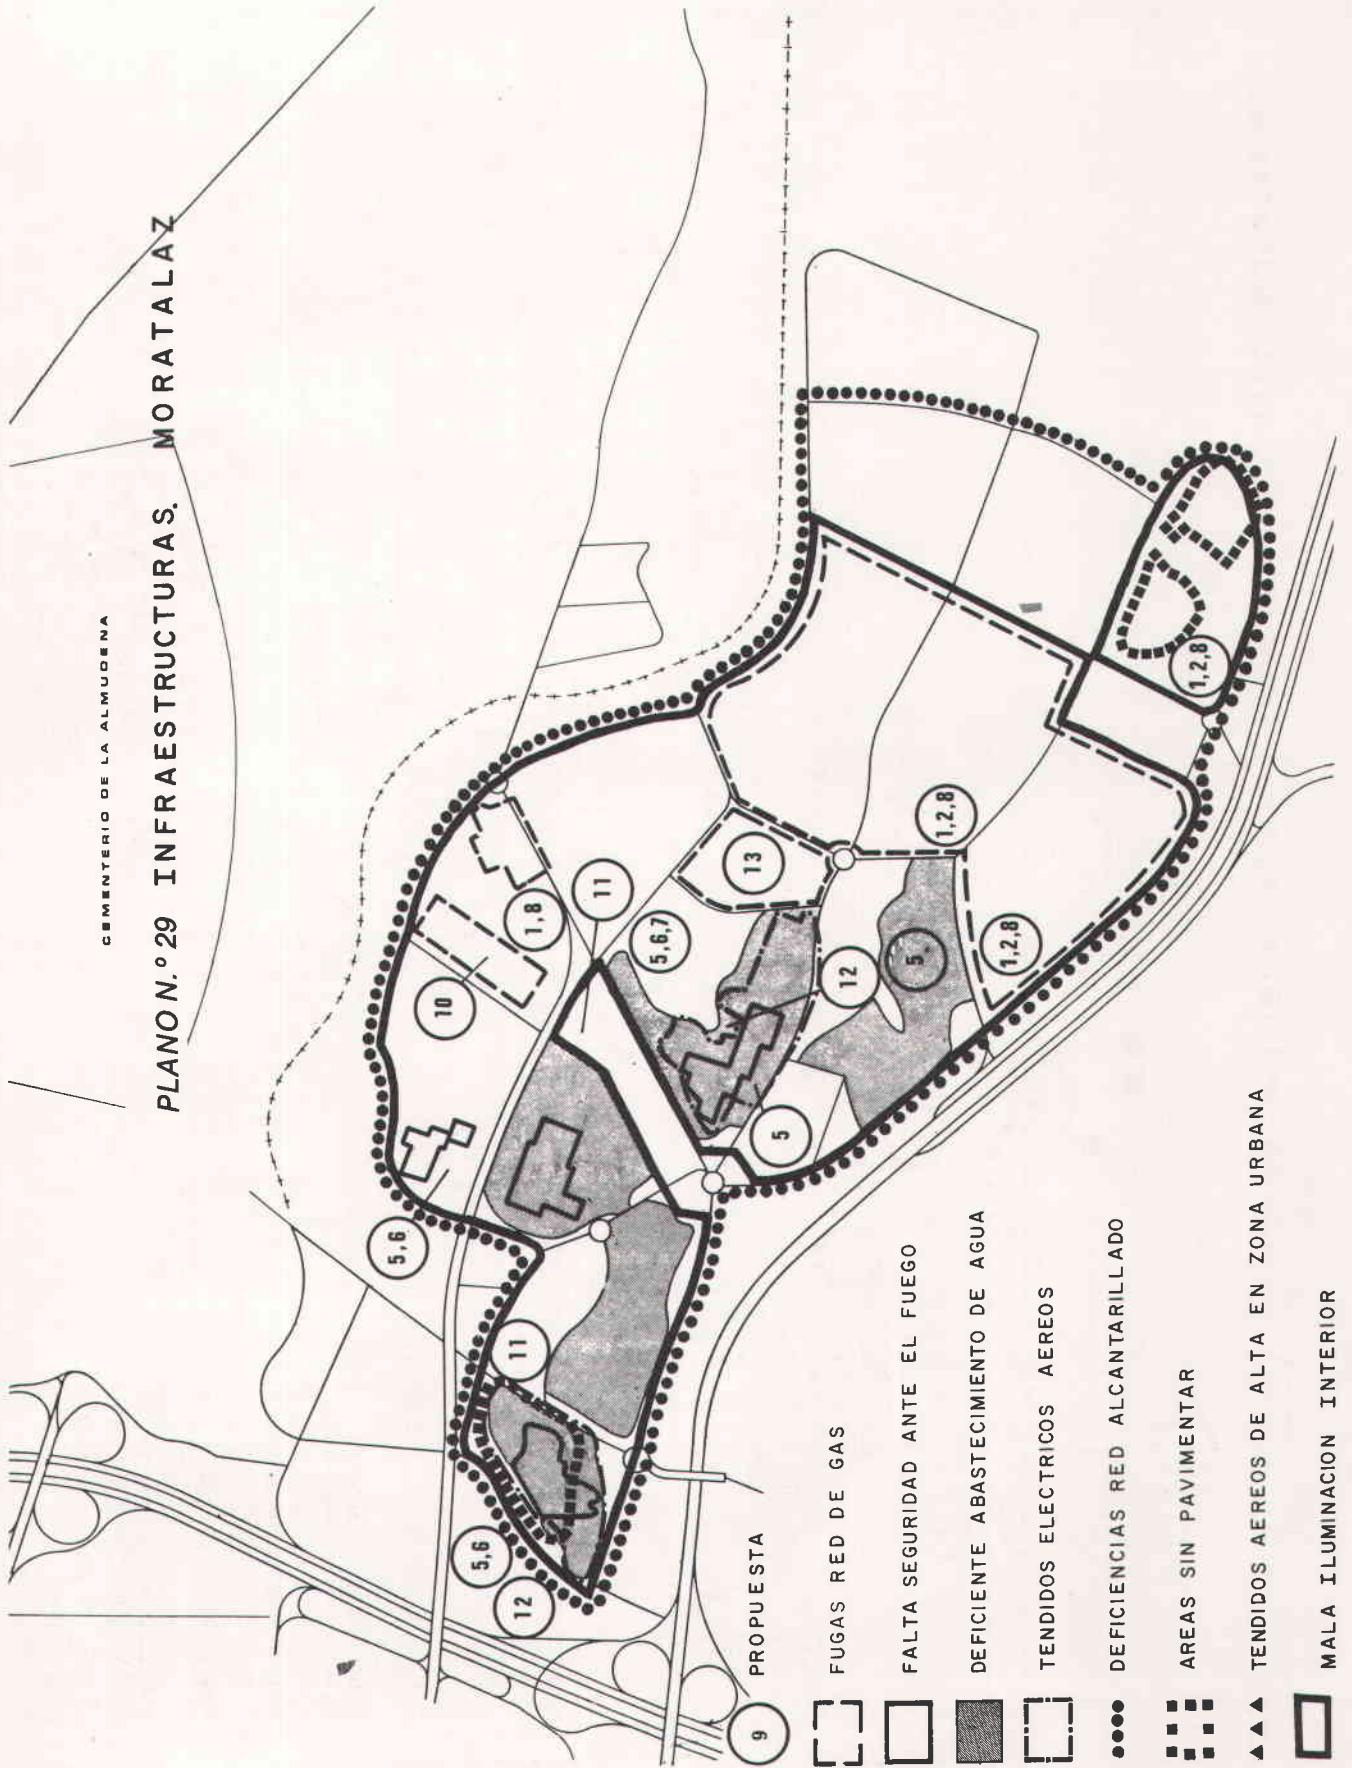 CEMENTERIO DE LA ALMUDENA
PLANO N.º 29 INFRAESTRUCTURAS. MORATALAZ
10
1,8
11
5,6
5,6,7
13
1,2,8
12
5.
1,2,8
5
1,2,8
11
5,6
12
9 PROPUESTA
FUGAS RED DE GAS
FALTA SEGURIDAD ANTE EL FUEGO
DEFICIENTE ABASTECIMIENTO DE AGUA
TENDIDOS ELECTRICOS AEREOS
DEFICIENCIAS RED ALCANTARILLADO
AREAS SIN PAVIMENTAR
TENDIDOS AEREOS DE ALTA EN ZONA URBANA
MALA ILUMINACION INTERIOR